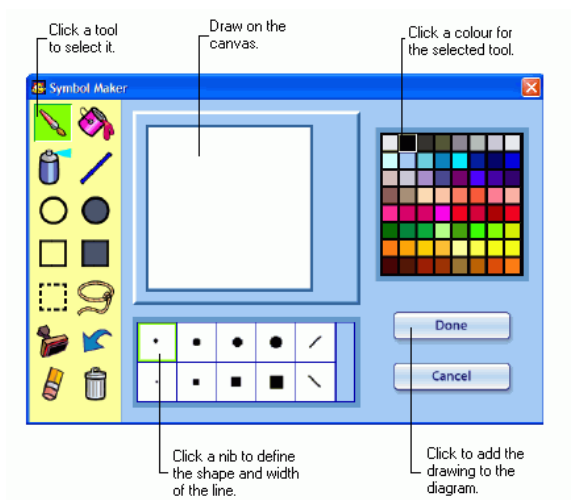 Click a tool
to select it.
Draw on the
canvas.
Click a colour for
the selected tool.
Symbol Maker
Done
Cancel
Click a nib to define
the shape and width
of the line.
Click to add the
drawing to the
diagram.